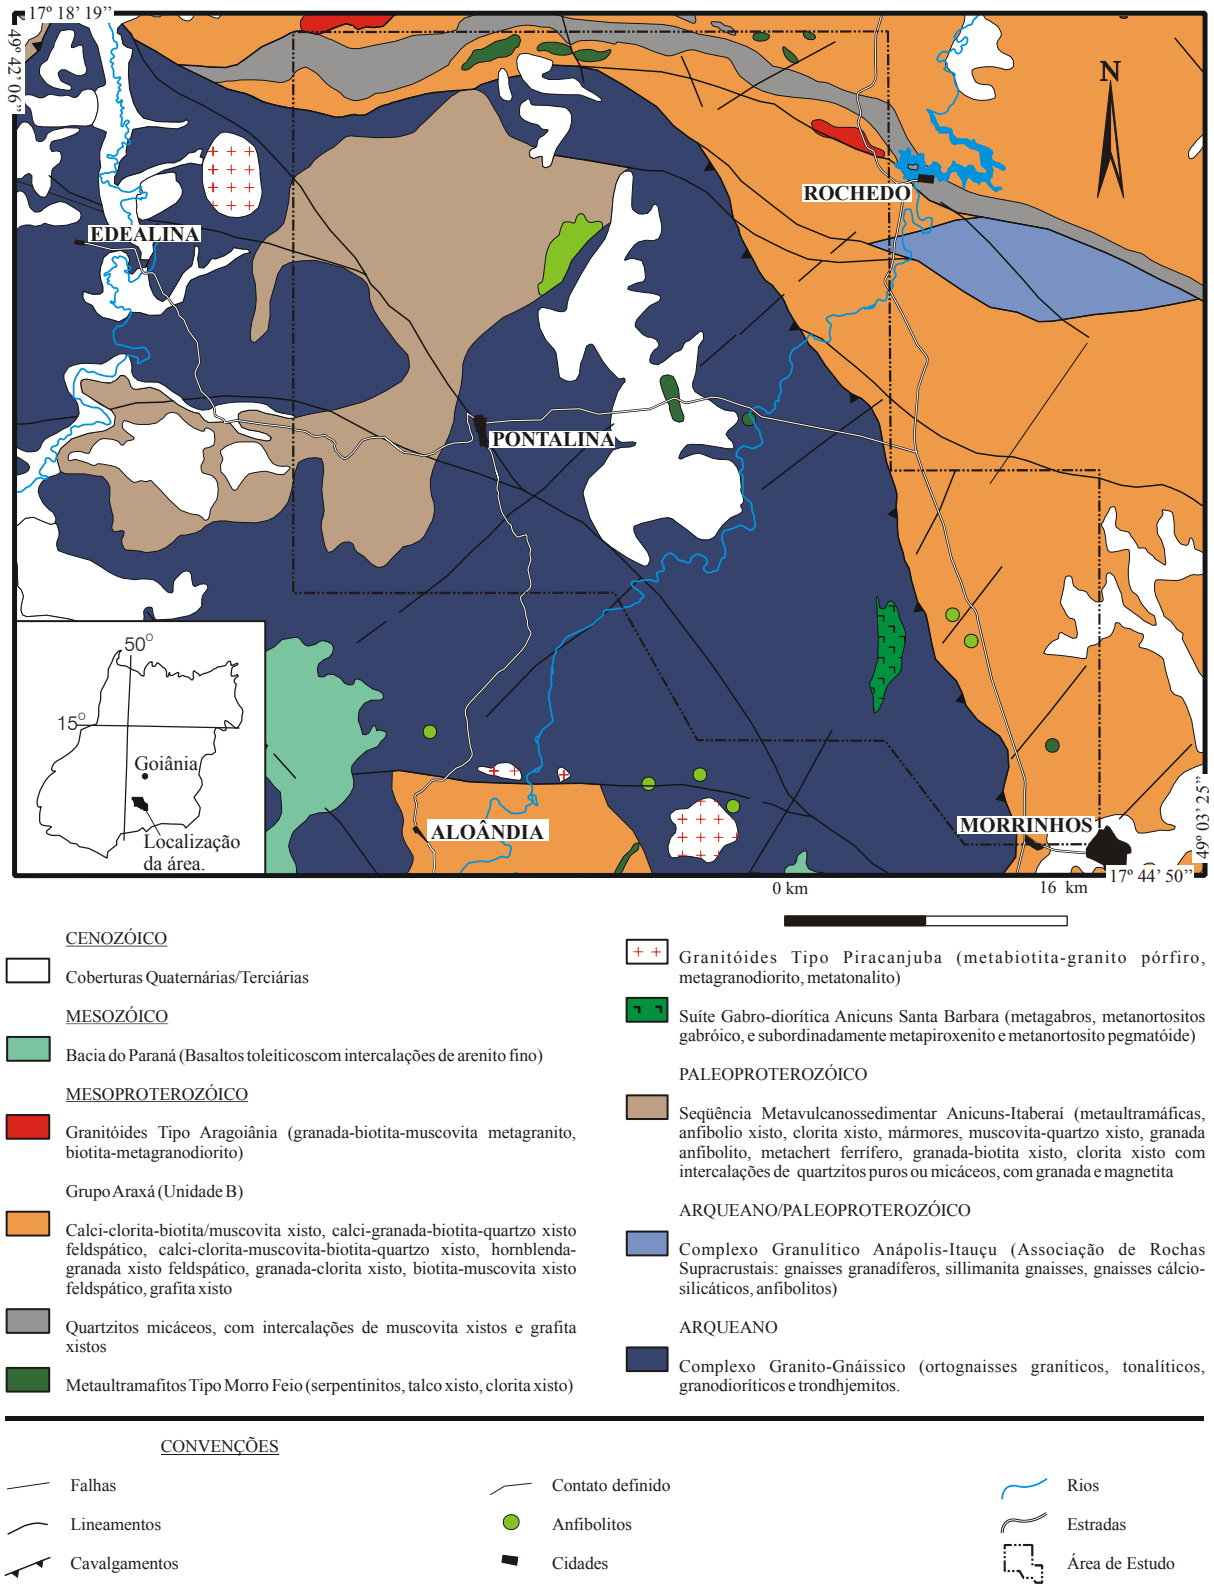 17º 18’ 19’’
49º 42’ 06’’
N
ROCHEDO
EDEALINA
PONTALINA
50º
15º
Goiânia
Localização
da área.
ALOÂNDIA
MORRINHOS
49º 03’ 25’’
17º 44’ 50’’
0 km
16 km
CENOZÓICO
Coberturas Quaternárias/Terciárias
MESOZÓICO
Bacia do Paraná (Basaltos toleíticoscom intercalações de arenito fino)
MESOPROTEROZÓICO
Granitóides Tipo Aragoiânia (granada-biotita-muscovita metagranito,
biotita-metagranodiorito)
Grupo Araxá (Unidade B)
Calci-clorita-biotita/muscovita xisto, calci-granada-biotita-quartzo xisto
feldspático, calci-clorita-muscovita-biotita-quartzo xisto, hornblenda-
granada xisto feldspático, granada-clorita xisto, biotita-muscovita xisto
feldspático, grafita xisto
Quartzitos micáceos, com intercalações de muscovita xistos e grafita
xistos
Metaultramafitos Tipo Morro Feio (serpentinitos, talco xisto, clorita xisto)
Granitóides Tipo Piracanjuba (metabiotita-granito pórfiro,
metagranodiorito, metatonalito)
Suíte Gabro-diorítica Anicuns Santa Barbara (metagabros, metanortositos
gabróico, e subordinadamente metapiroxenito e metanortosito pegmatóide)
PALEOPROTEROZÓICO
Seqüência Metavulcanossedimentar Anicuns-Itaberaí (metaultramáficas,
anfibolio xisto, clorita xisto, mármores, muscovita-quartzo xisto, granada
anfibolito, metachert ferrífero, granada-biotita xisto, clorita xisto com
intercalações de quartzitos puros ou micáceos, com granada e magnetita
ARQUEANO/PALEOPROTEROZÓICO
Complexo Granulítico Anápolis-Itauçu (Associação de Rochas
Supracrustais: gnaisses granadíferos, sillimanita gnaisses, gnaisses cálcio-
silicáticos, anfibolitos)
ARQUEANO
Complexo Granito-Gnáissico (ortognaisses graníticos, tonalíticos,
granodioríticos e trondhjemitos.
CONVENÇÕES
Falhas
Lineamentos
Cavalgamentos
Contato definido
Anfibolitos
Cidades
Rios
Estradas
Área de Estudo